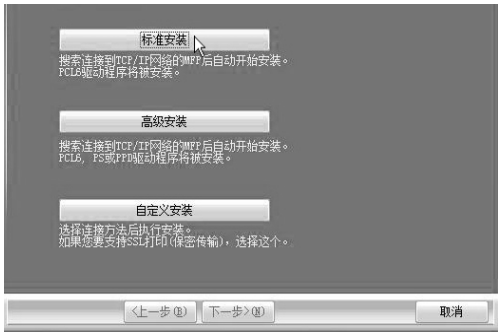 标准安装
搜索连接到TCP/IP网络的MFP后自动开始安装。
PCL6驱动程序将被安装。
高级安装
搜索连接到TCP/IP网络的MFP后自动开始安装。
PCL6, PS或PPD驱动程序将被安装。
自定义安装
选择连接方法后执行安装。
如果您要支持SSL打印(保密传输), 选择这个。
<上一步(B) 下一步>(N) 取消